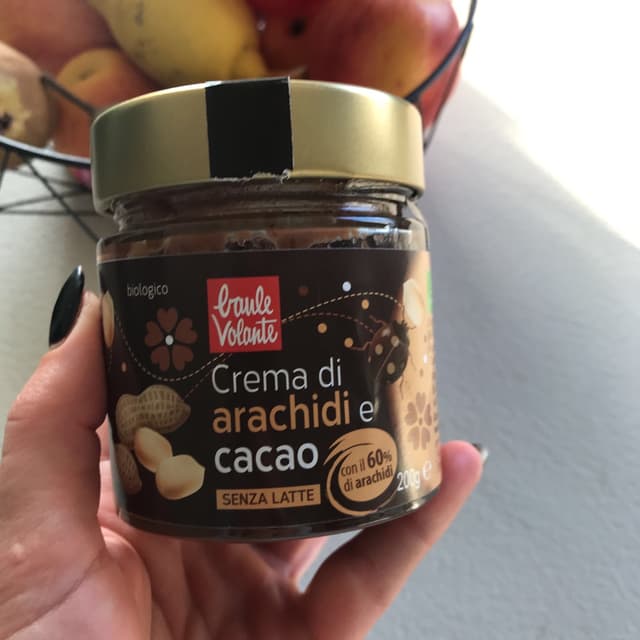 biologico
baule
Volante
Crema di
arachidi e
cacao
SENZA LATTE
con il 60%
di arachidi
200g e